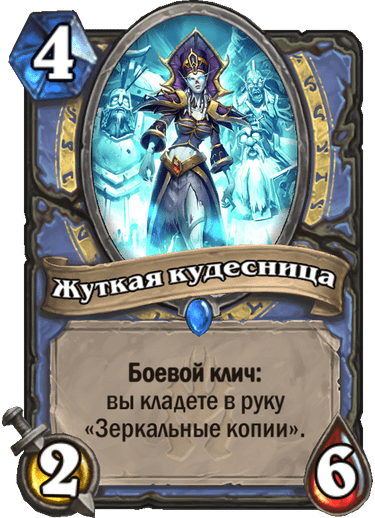 4
Жуткая кудесница
Боевой клич:
вы кладете в руку
«Зеркальные копии».
2
6